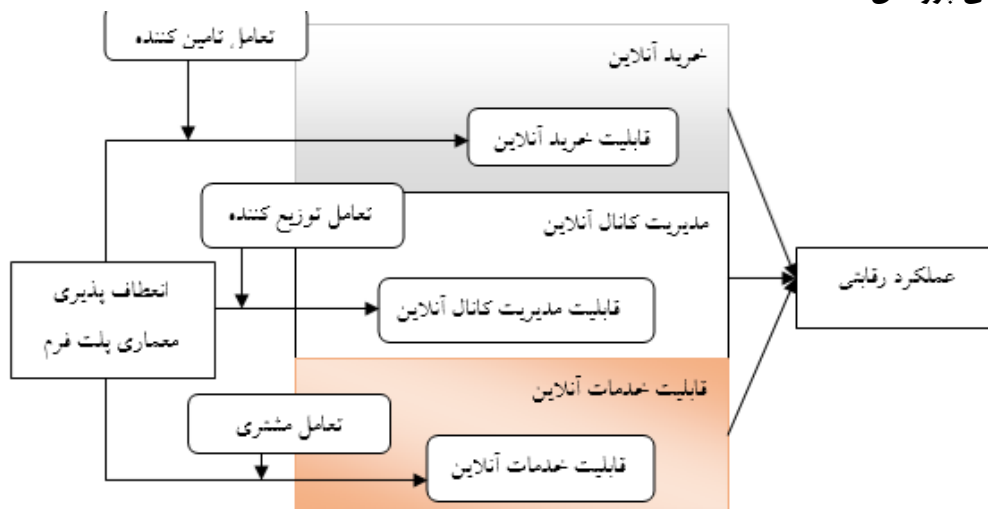 تعامل تامین کننده
خرید آنلاین
قابلیت خرید آنلاین
تعامل توزیع کننده
مدیریت کانال آنلاین
انعطاف پذیری
معماری پلت فرم
قابلیت مدیریت کانال آنلاین
عملکرد رقابتی
قابلیت خدمات آنلاین
تعامل مشتری
قابلیت خدمات آنلاین